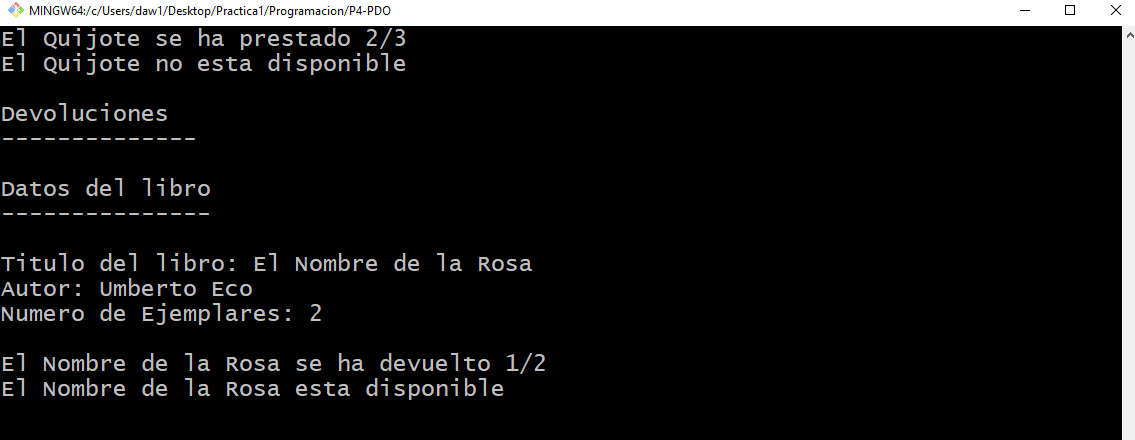 MINGW64:/c/Users/daw1/Desktop/Practica1/Programacion/P4-PDO
El Quijote se ha prestado 2/3
El Quijote no esta disponible
Devoluciones
--------------
Datos del libro
---------------
Titulo del libro: El Nombre de la Rosa
Autor: Umberto Eco
Numero de Ejemplares: 2
El Nombre de la Rosa se ha devuelto 1/2
El Nombre de la Rosa esta disponible